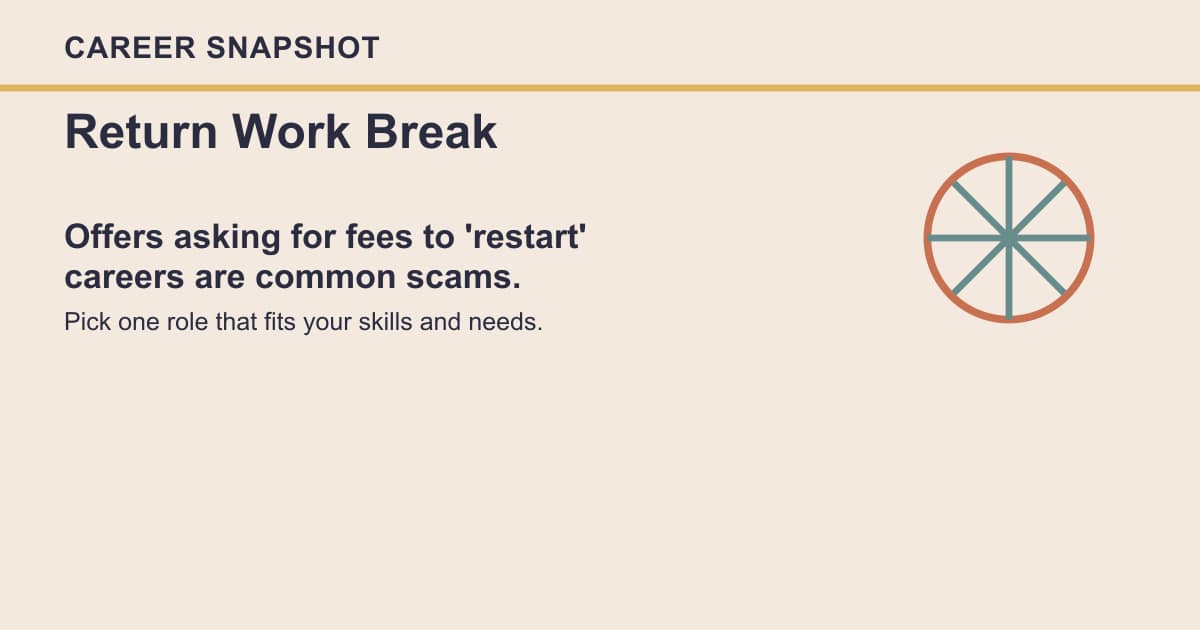 CAREER SNAPSHOT
Return Work Break
Offers asking for fees to 'restart'
careers are common scams.
Pick one role that fits your skills and needs.